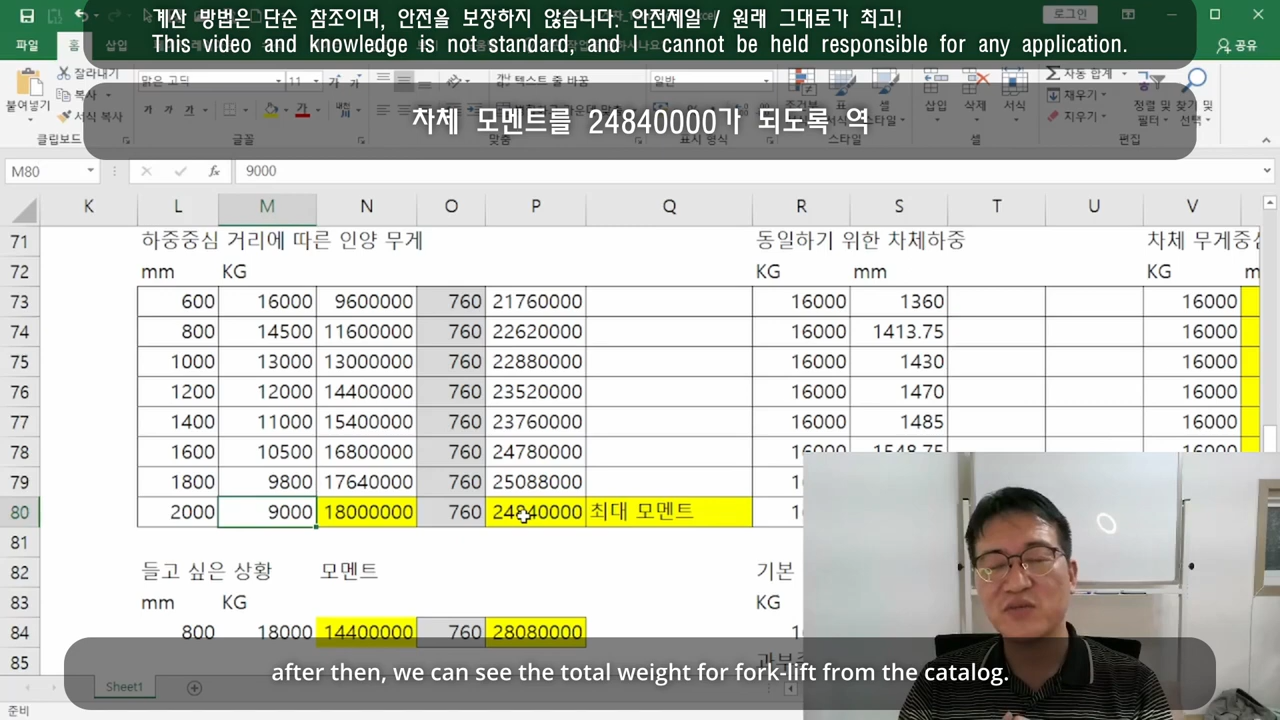 계산 방법은 단순 참조이며, 안전을 보장하지 않습니다. 안전제일 / 원래 그대로가 최고!
This video and knowledge is not standard, and I cannot be held responsible for any application.
로그인
파일 홈 삽입
공유
잘라내기
복사
서식 복사
붙여넣기
클립보드
맑은 고딕 11
글꼴
텍스트 줄 바꿈
맞춤
일반
표시 형식
스타일
삽입 삭제 서식
셀
자동 합계
채우기
지우기
정렬 및 찾기 및
필터 선택
편집
차체 모멘트를 24840000가 되도록 역
M80 fx 9000
K L M N O P Q R S T U V
71 하중중심 거리에 따른 인양 무게 동일하기 위한 차체하중 차체 무게중심
72 mm KG KG mm KG m
73 600 16000 9600000 760 21760000 16000 1360 16000
74 800 14500 11600000 760 22620000 16000 1413.75 16000
75 1000 13000 13000000 760 22880000 16000 1430 16000
76 1200 12000 14400000 760 23520000 16000 1470 16000
77 1400 11000 15400000 760 23760000 16000 1485 16000
78 1600 10500 16800000 760 24780000 16000 1548.75 16000
79 1800 9800 17640000 760 25088000
80 2000 9000 18000000 760 24840000 최대 모멘트
81
82 들고 싶은 상황 모멘트 기본
83 mm KG KG
84 800 18000 14400000 760 28080000
85
after then, we can see the total weight for fork-lift from the catalog.
Sheet1
준비